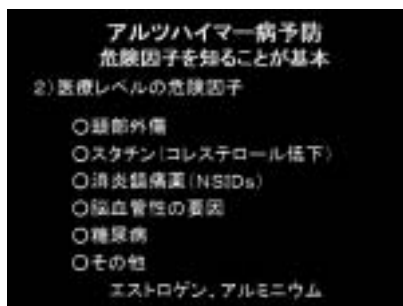 アルツハイマー病予防
危険因子を知ることが基本
2)医療レベルの危険因子
○頭部外傷
○スタチン(コレステロール低下)
○消炎鎮痛薬(NSIDs)
○脳血管性の要因
○糖尿病
○その他
エストロゲン、アルミニウム